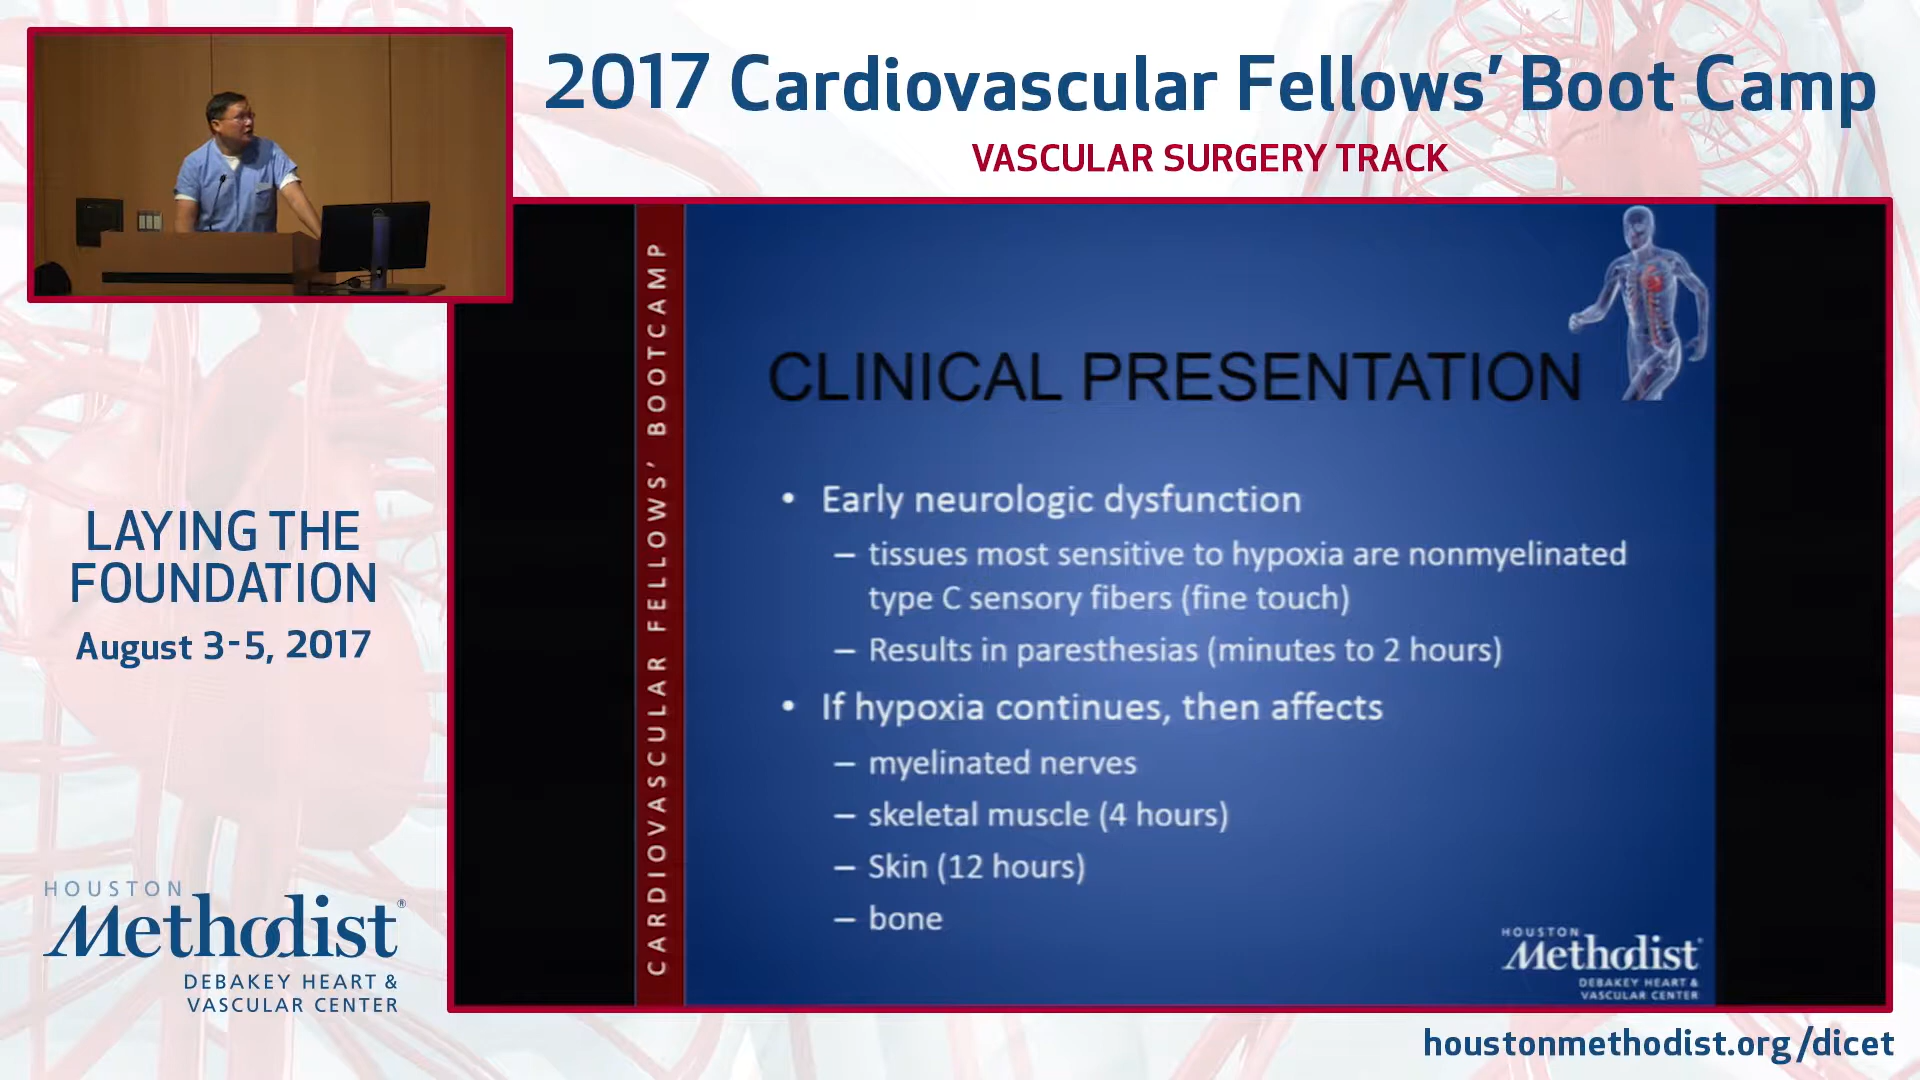 2017 Cardiovascular Fellows’ Boot Camp
VASCULAR SURGERY TRACK
LAYING THE
FOUNDATION
August 3-5, 2017
HOUSTON
Methodist®
DEBAKEY HEART &
VASCULAR CENTER
CARDIOVASCULAR FELLOWS’ BOOTCAMP
CLINICAL PRESENTATION
• Early neurologic dysfunction
– tissues most sensitive to hypoxia are nonmyelinated
type C sensory fibers (fine touch)
– Results in paresthesias (minutes to 2 hours)
• If hypoxia continues, then affects
– myelinated nerves
– skeletal muscle (4 hours)
– Skin (12 hours)
– bone
HOUSTON
Methodist
DEBAKEY HEART &
VASCULAR CENTER
houstonmethodist.org/dicet